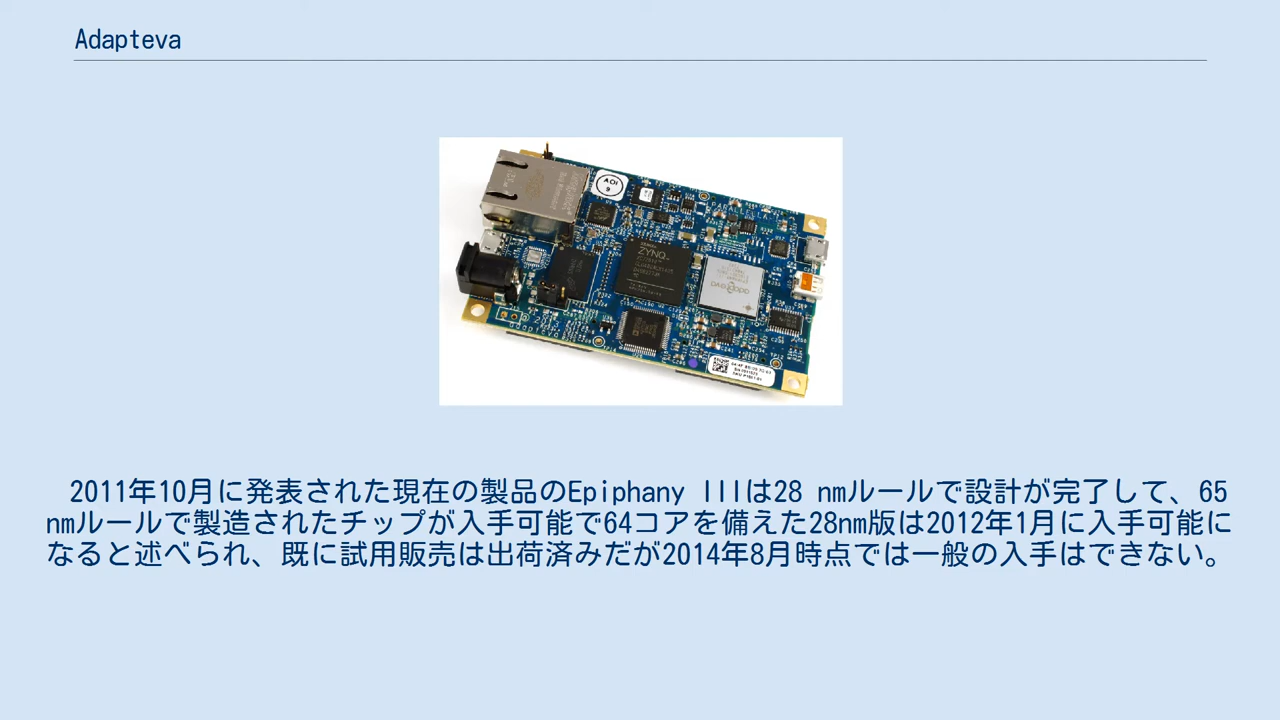 Adapteva
AOI
9
ZYNQ
2011年10月に発表された現在の製品のEpiphany IIIは28 nmルールで設計が完了して、65
nmルールで製造されたチップが入手可能で64コアを備えた28nm版は2012年1月に入手可能に
なると述べられ、既に試用販売は出荷済みだが2014年8月時点では一般の入手はできない。